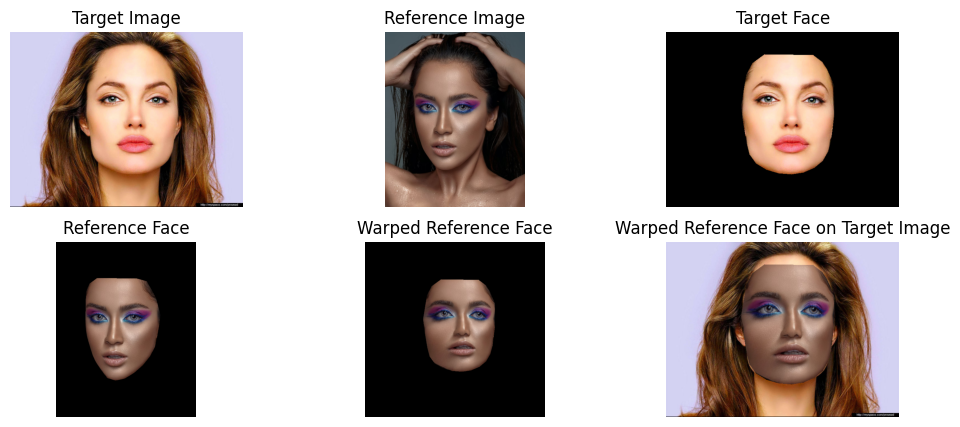 Target Image
Reference Image
Target Face
Reference Face
Warped Reference Face
Warped Reference Face on Target Image